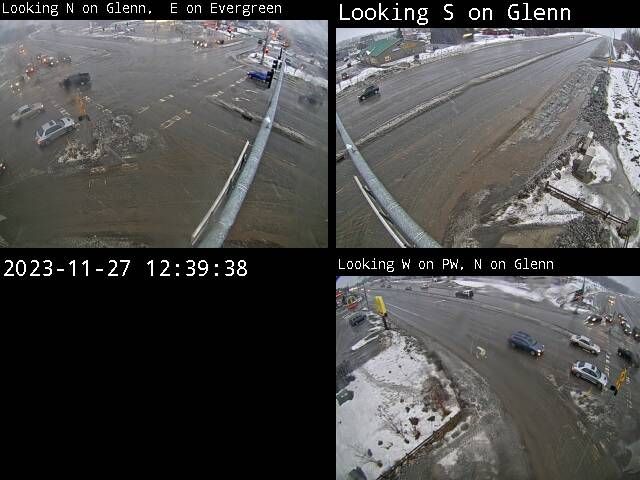 Looking N on Glenn,  E on Evergreen
Looking S on Glenn
2023-11-27 12:39:38
Looking W on PW, N on Glenn